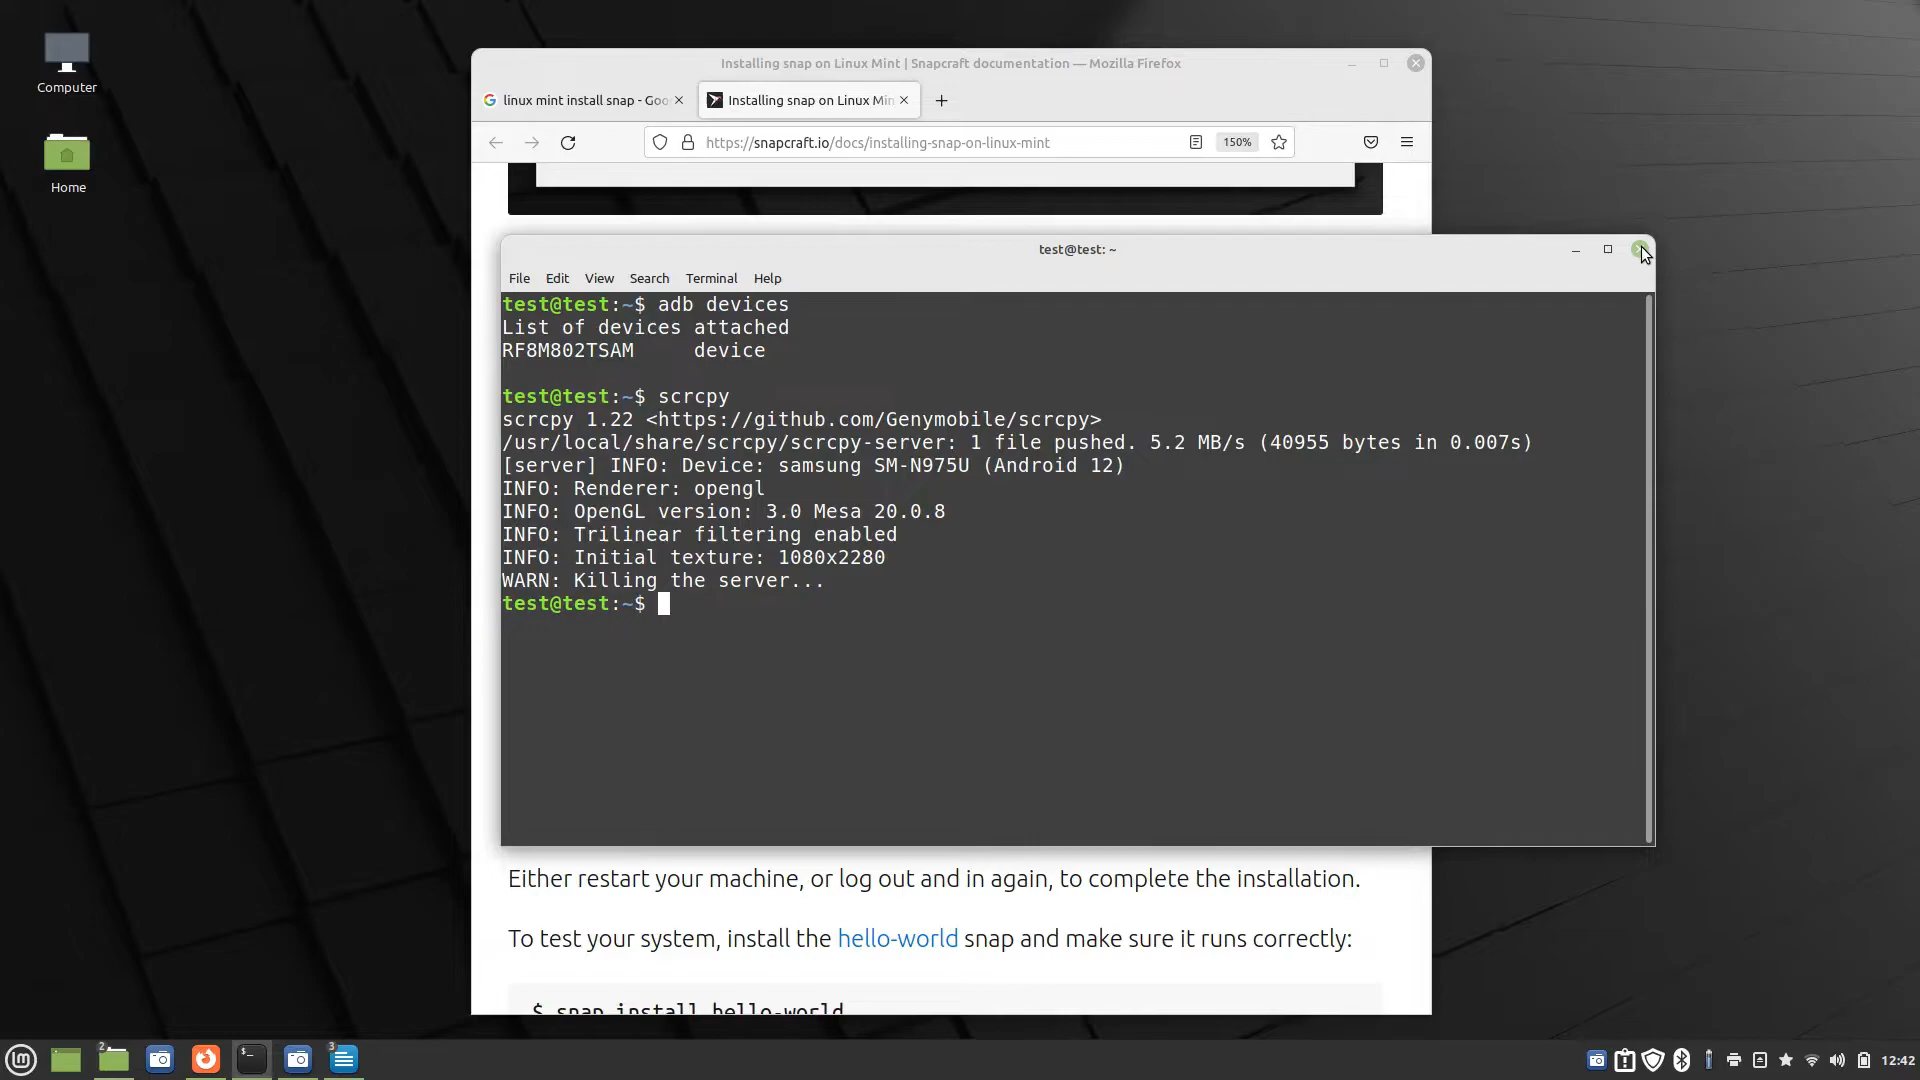 Computer
Home
Installing snap on Linux Mint | Snapcraft documentation — Mozilla Firefox
linux mint install snap - Goo
Installing snap on Linux Min
https://snapcraft.io/docs/installing-snap-on-linux-mint
150%
test@test: ~
File Edit View Search Terminal Help
test@test:~$ adb devices
List of devices attached
RF8M802TSAM device
test@test:~$ scrcpy
scrcpy 1.22 <https://github.com/Genymobile/scrcpy>
/usr/local/share/scrcpy/scrcpy-server: 1 file pushed. 5.2 MB/s (40955 bytes in 0.007s)
[server] INFO: Device: samsung SM-N975U (Android 12)
INFO: Renderer: opengl
INFO: OpenGL version: 3.0 Mesa 20.0.8
INFO: Trilinear filtering enabled
INFO: Initial texture: 1080x2280
WARN: Killing the server...
test@test:~$
Either restart your machine, or log out and in again, to complete the installation.
To test your system, install the hello-world snap and make sure it runs correctly:
$ snap install hello-world
lm
2
$_
3
12:42